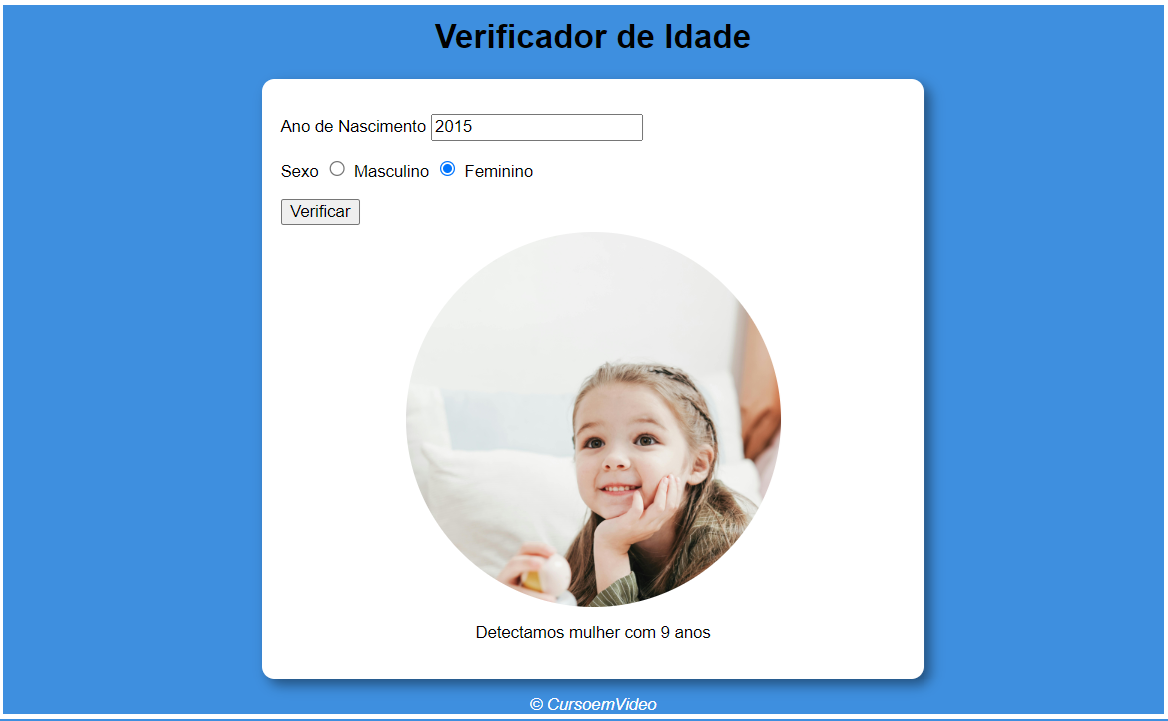 Verificador de Idade
Ano de Nascimento 2015
Sexo Masculino Feminino
Verificar
Detectamos mulher com 9 anos
© CursoemVideo